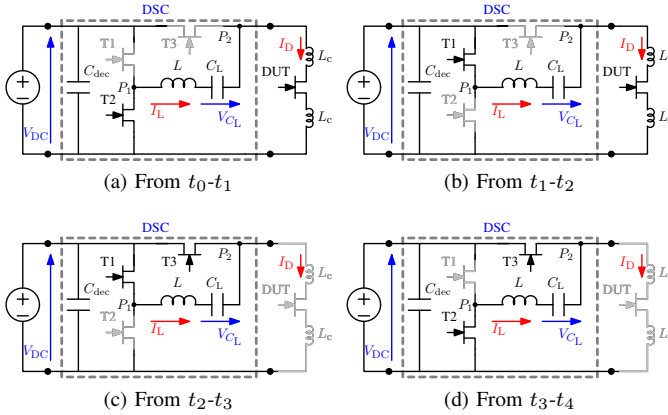 DSC
T1
T3
P2
ID
Lc
Cdec
L
CL
DUT
P1
T2
IL
VCL
Lc
VDC
(a) From t0-t1
DSC
T1
T3
P2
ID
L
Cdec
L
CL
DUT
P1
T2
IL
VCL
L
VDC
(b) From t1-t2
DSC
T1
T3
P2
ID
Lc
Cdec
L
CL
DUT
P1
T2
IL
VCL
Lc
VDC
(c) From t2-t3
DSC
T1
T3
P2
ID
L
Cdec
L
CL
DUT
P1
T2
IL
VCL
L
VDC
(d) From t3-t4